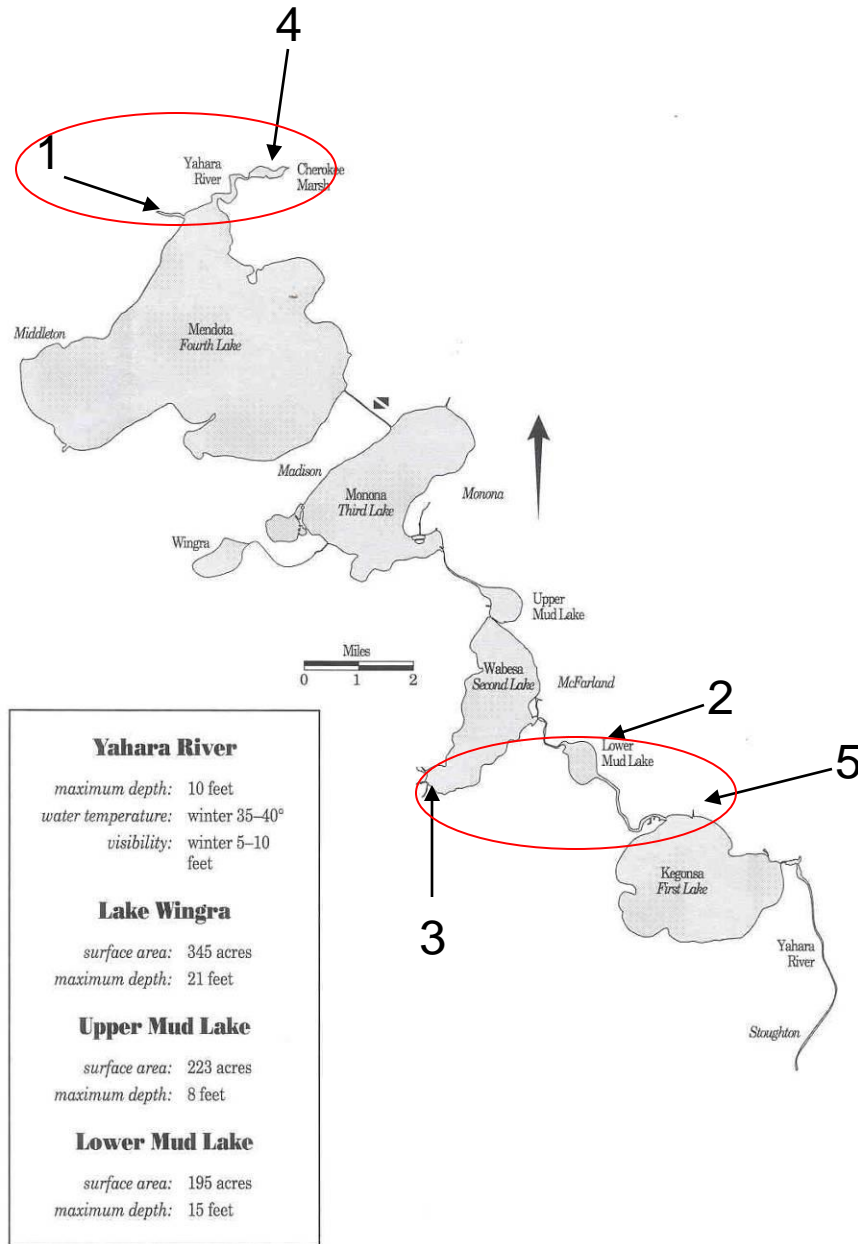 4
1
Yahara
River
Cherokee
Marsh
Middleton
Mendota
Fourth Lake
Madison
Monona
Third Lake
Monona
Wingra
Upper
Mud Lake
Miles
0 1 2
Wabesa
Second Lake
McFarland
2
Lower
Mud Lake
5
3
Kegonsa
First Lake
Yahara
River
Stoughton
Yahara River
maximum depth: 10 feet
water temperature: winter 35–40°
visibility: winter 5–10
feet
Lake Wingra
surface area: 345 acres
maximum depth: 21 feet
Upper Mud Lake
surface area: 223 acres
maximum depth: 8 feet
Lower Mud Lake
surface area: 195 acres
maximum depth: 15 feet